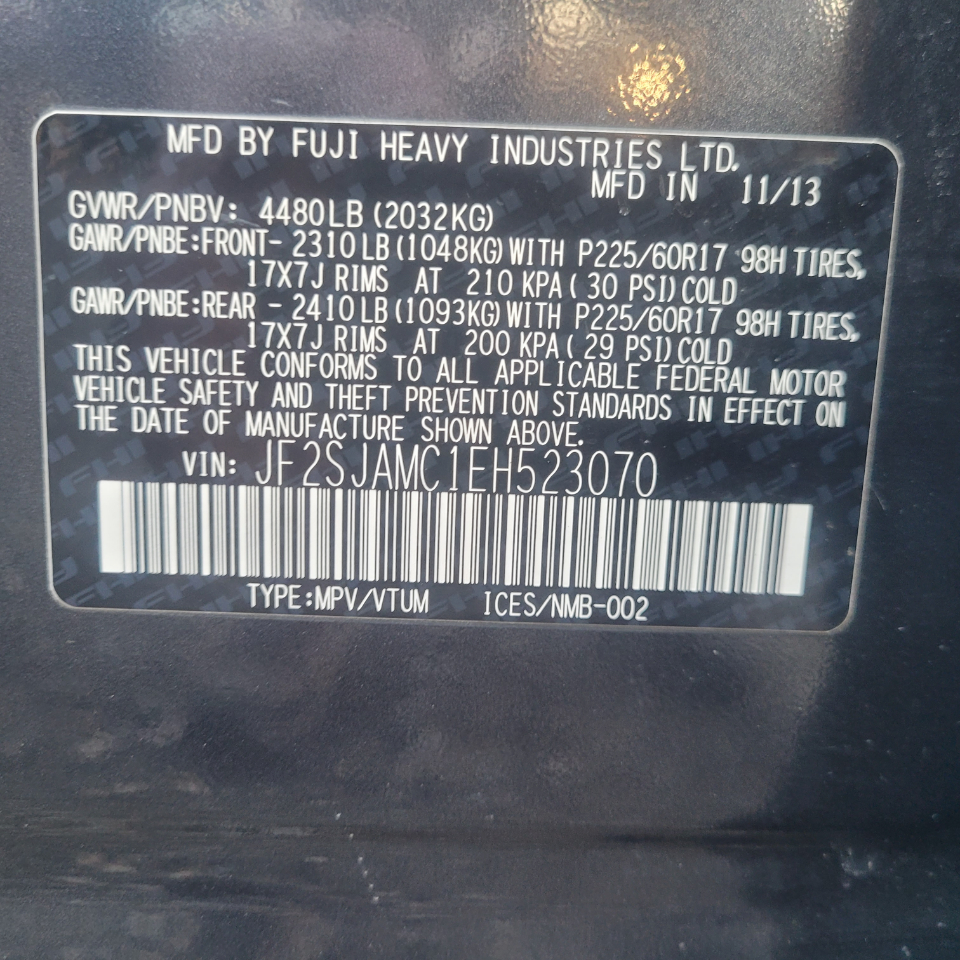 MFD BY FUJI HEAVY INDUSTRIES LTD.
MFD IN 11/13
GVWR/PNBV: 4480LB (2032KG)
GAWR/PNBE:FRONT- 2310 LB (1048KG) WITH P225/60R17 98H TIRES,
17X7J RIMS AT 210 KPA ( 30 PSI) COLD
GAWR/PNBE:REAR - 2410 LB (1093KG) WITH P225/60R17 98H TIRES,
17X7J RIMS AT 200 KPA ( 29 PSI) COLD
THIS VEHICLE CONFORMS TO ALL APPLICABLE FEDERAL MOTOR
VEHICLE SAFETY AND THEFT PREVENTION STANDARDS IN EFFECT ON
THE DATE OF MANUFACTURE SHOWN ABOVE.
VIN: JF2SJAMC1EH523070
TYPE:MPV/VTUM ICES/NMB-002